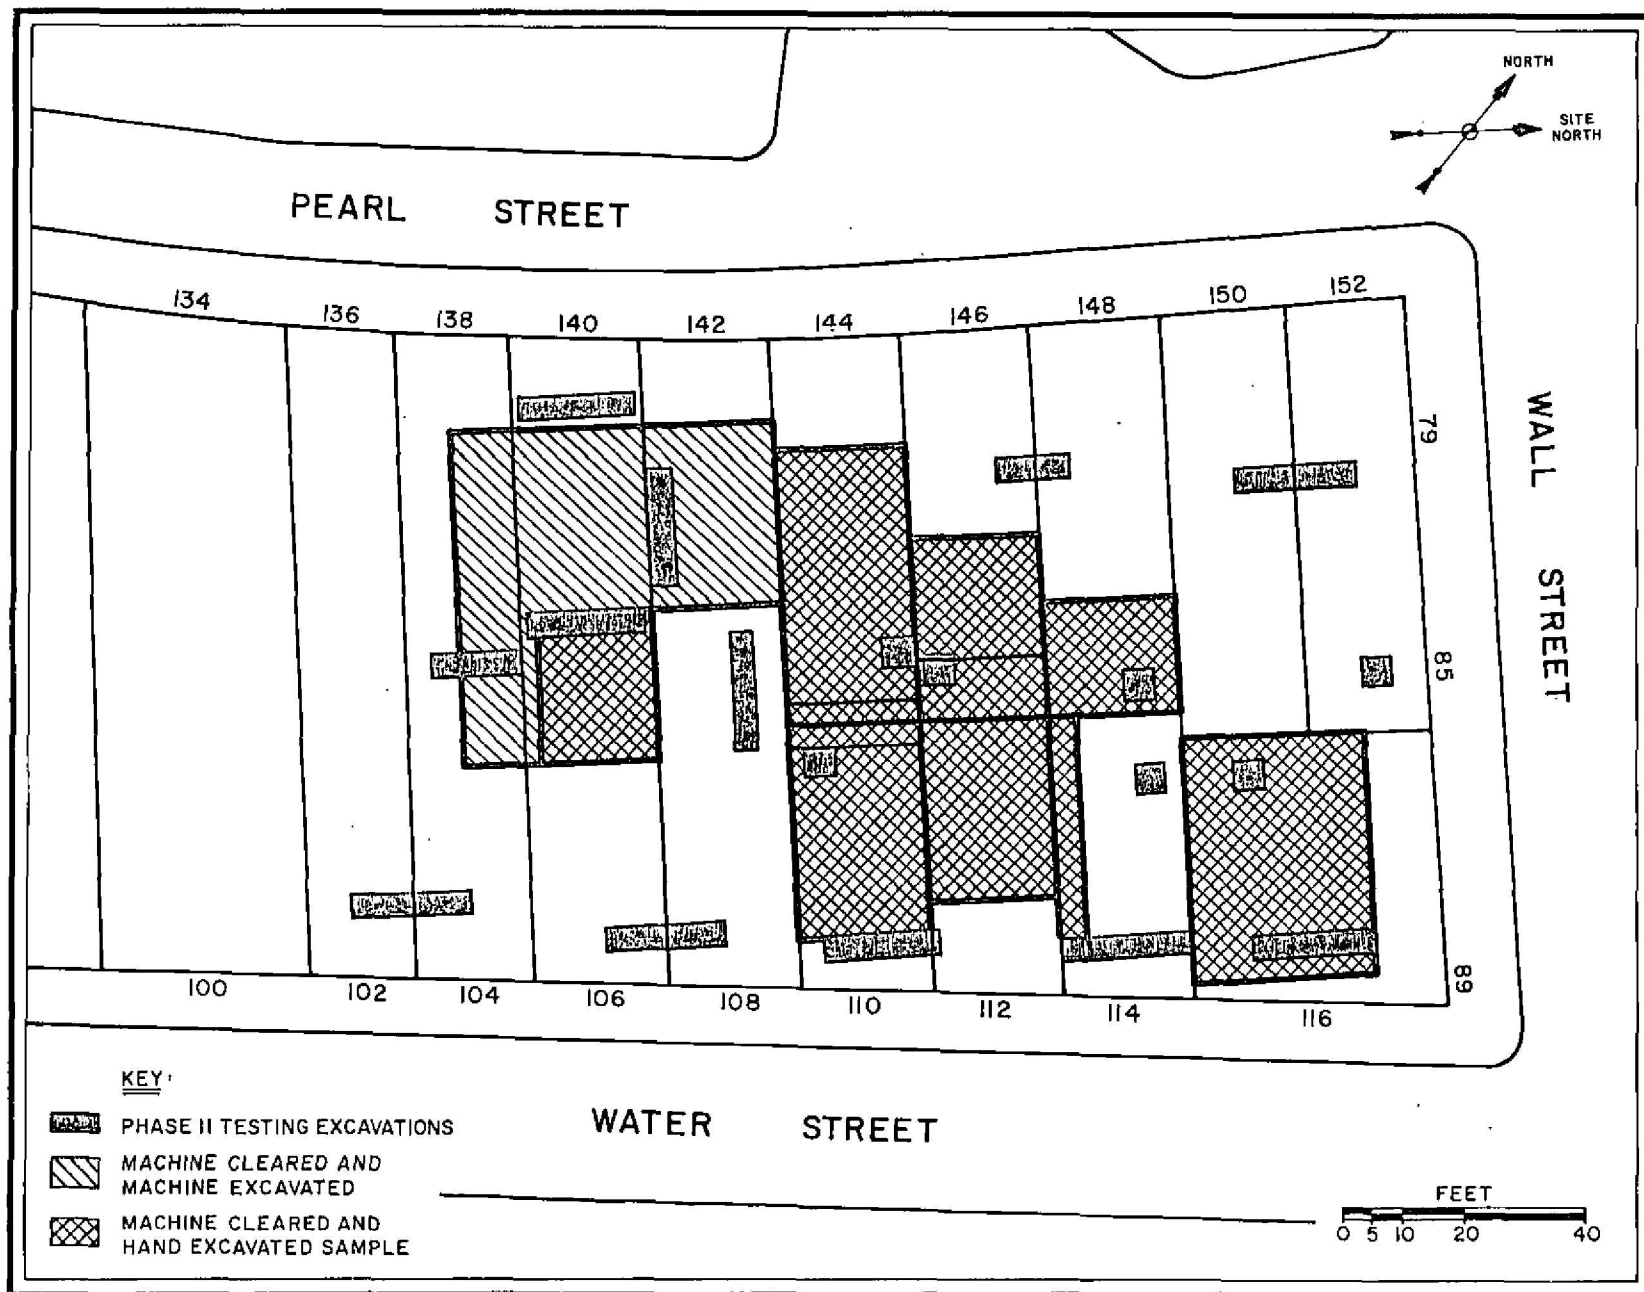 NORTH
SITE
NORTH
PEARL STREET
134 136 138 140 142 144 146 148 150 152
WALL STREET
79
85
89
100 102 104 106 108 110 112 114 116
WATER STREET
KEY
PHASE II TESTING EXCAVATIONS
MACHINE CLEARED AND
MACHINE EXCAVATED
MACHINE CLEARED AND
HAND EXCAVATED SAMPLE
FEET
0 5 10 20 40